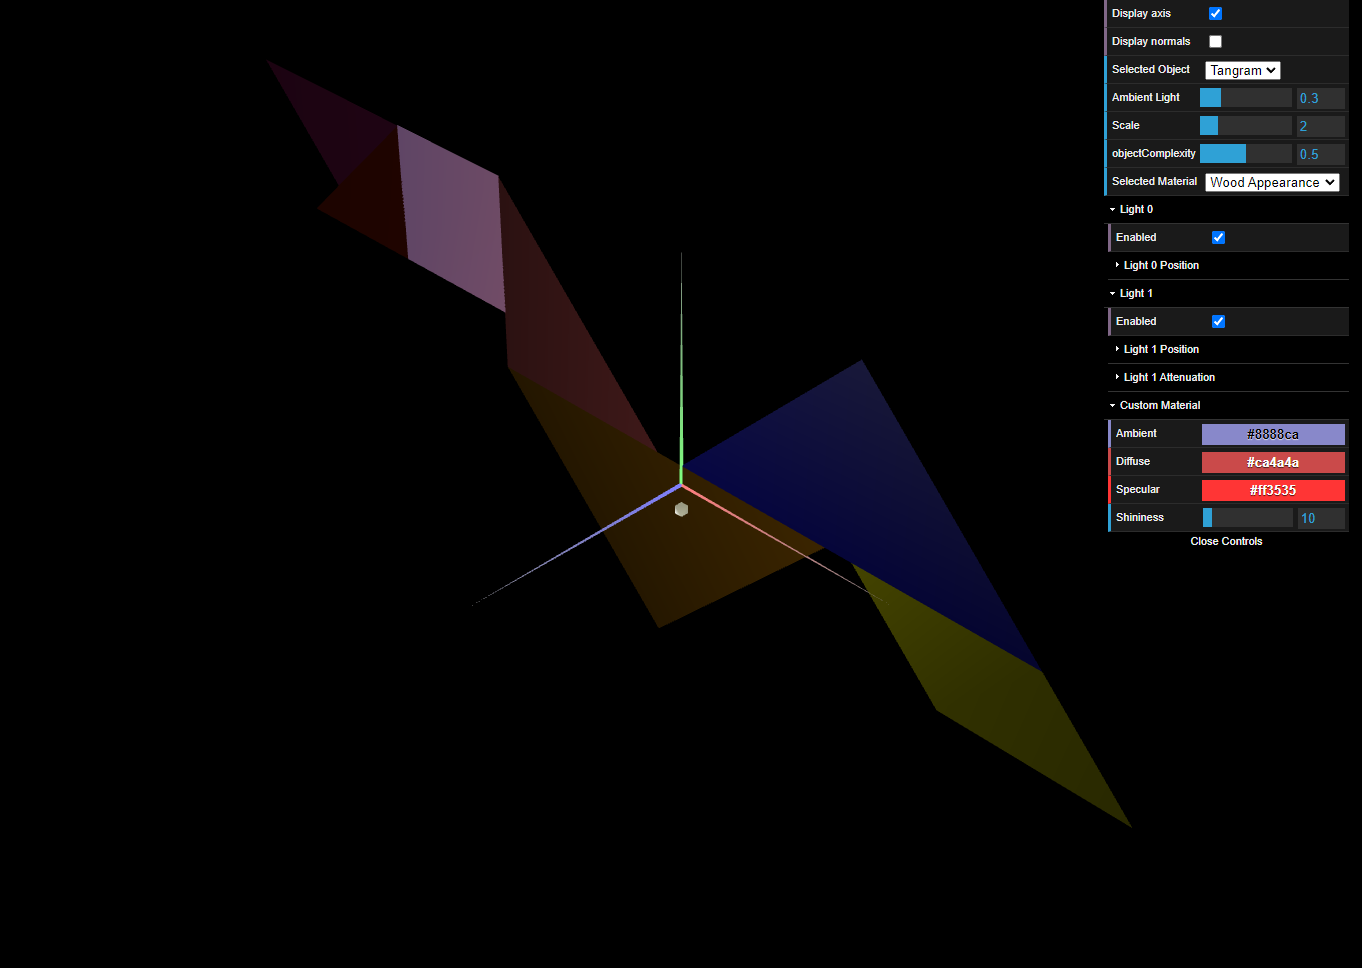 Display axis
Display normals
Selected Object Tangram
Ambient Light 0.3
Scale 2
objectComplexity 0.5
Selected Material Wood Appearance
Light 0
Enabled
Light 0 Position
Light 1
Enabled
Light 1 Position
Light 1 Attenuation
Custom Material
Ambient #8888ca
Diffuse #ca4a4a
Specular #ff3535
Shininess 10
Close Controls